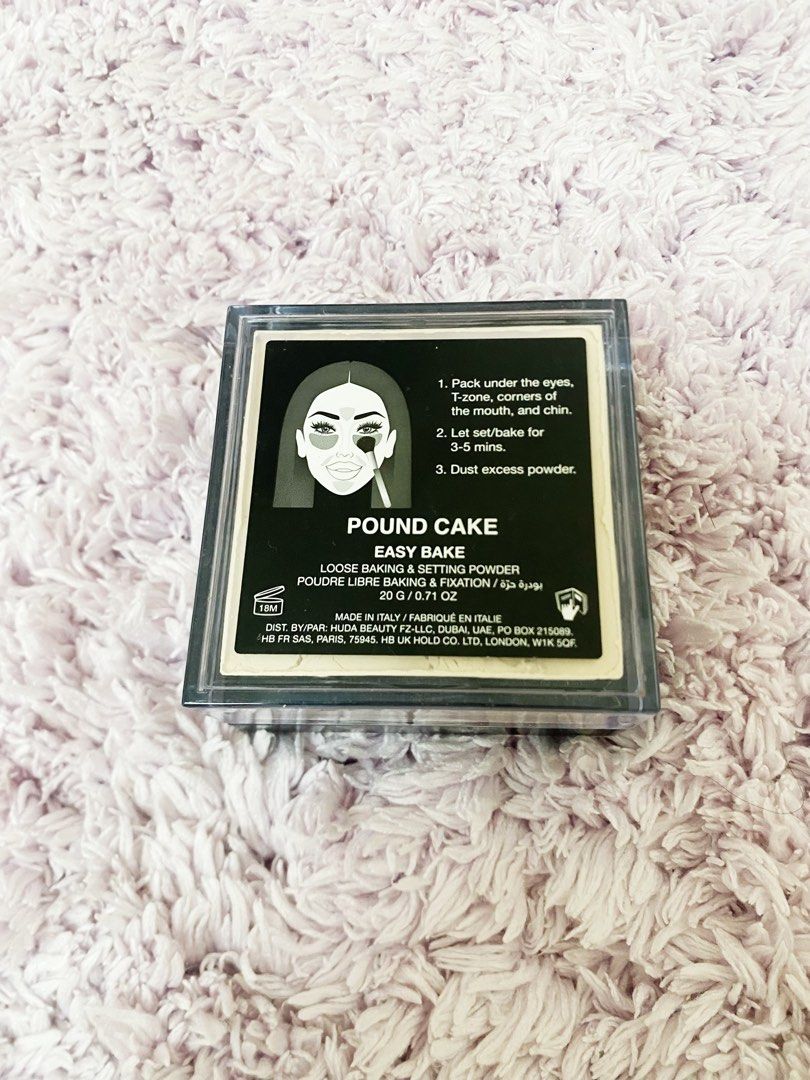 1. Pack under the eyes,
T-zone, corners of
the mouth, and chin.
2. Let set/bake for
3-5 mins.
3. Dust excess powder.
POUND CAKE
EASY BAKE
LOOSE BAKING & SETTING POWDER
POUDRE LIBRE BAKING & FIXATION / بودرة حرّة
20 G / 0.71 OZ
18M
MADE IN ITALY / FABRIQUÉ EN ITALIE
DIST. BY/PAR: HUDA BEAUTY FZ-LLC, DUBAI, UAE, PO BOX 215089.
HB FR SAS, PARIS, 75945. HB UK HOLD CO. LTD, LONDON, W1K 5QF.